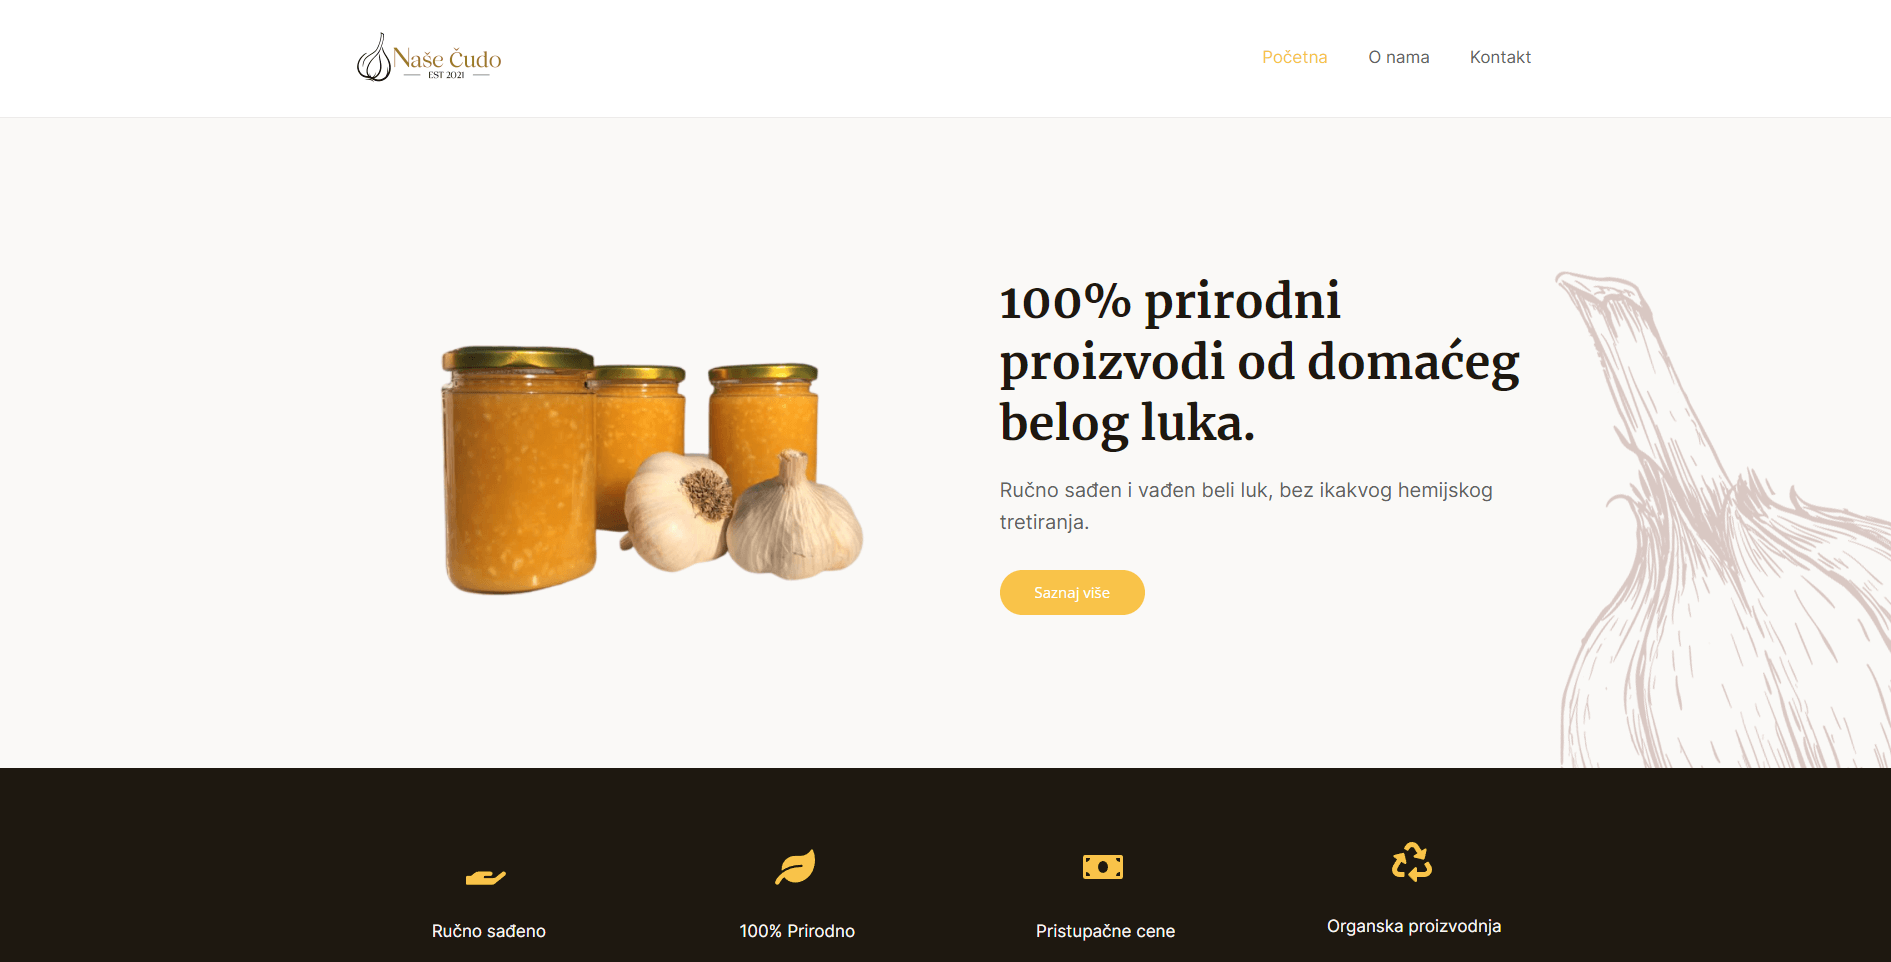 Naše Čudo
EST 2021
Početna
O nama
Kontakt
100% prirodni
proizvodi od domaćeg
belog luka.
Ručno sađen i vađen beli luk, bez ikakvog hemijskog
tretiranja.
Saznaj više
Ručno sađeno
100% Prirodno
Pristupačne cene
Organska proizvodnja